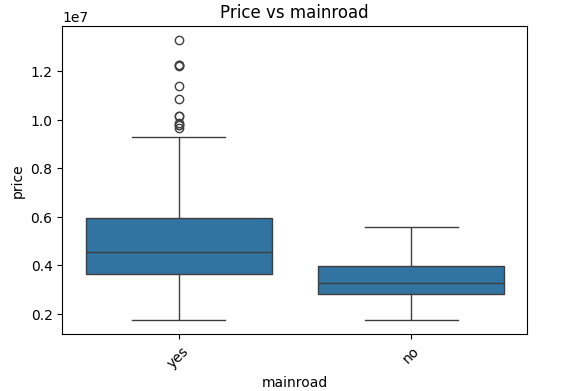 Price vs mainroad
1e7
1.2
1.0
0.8
0.6
0.4
0.2
price
yes
no
mainroad